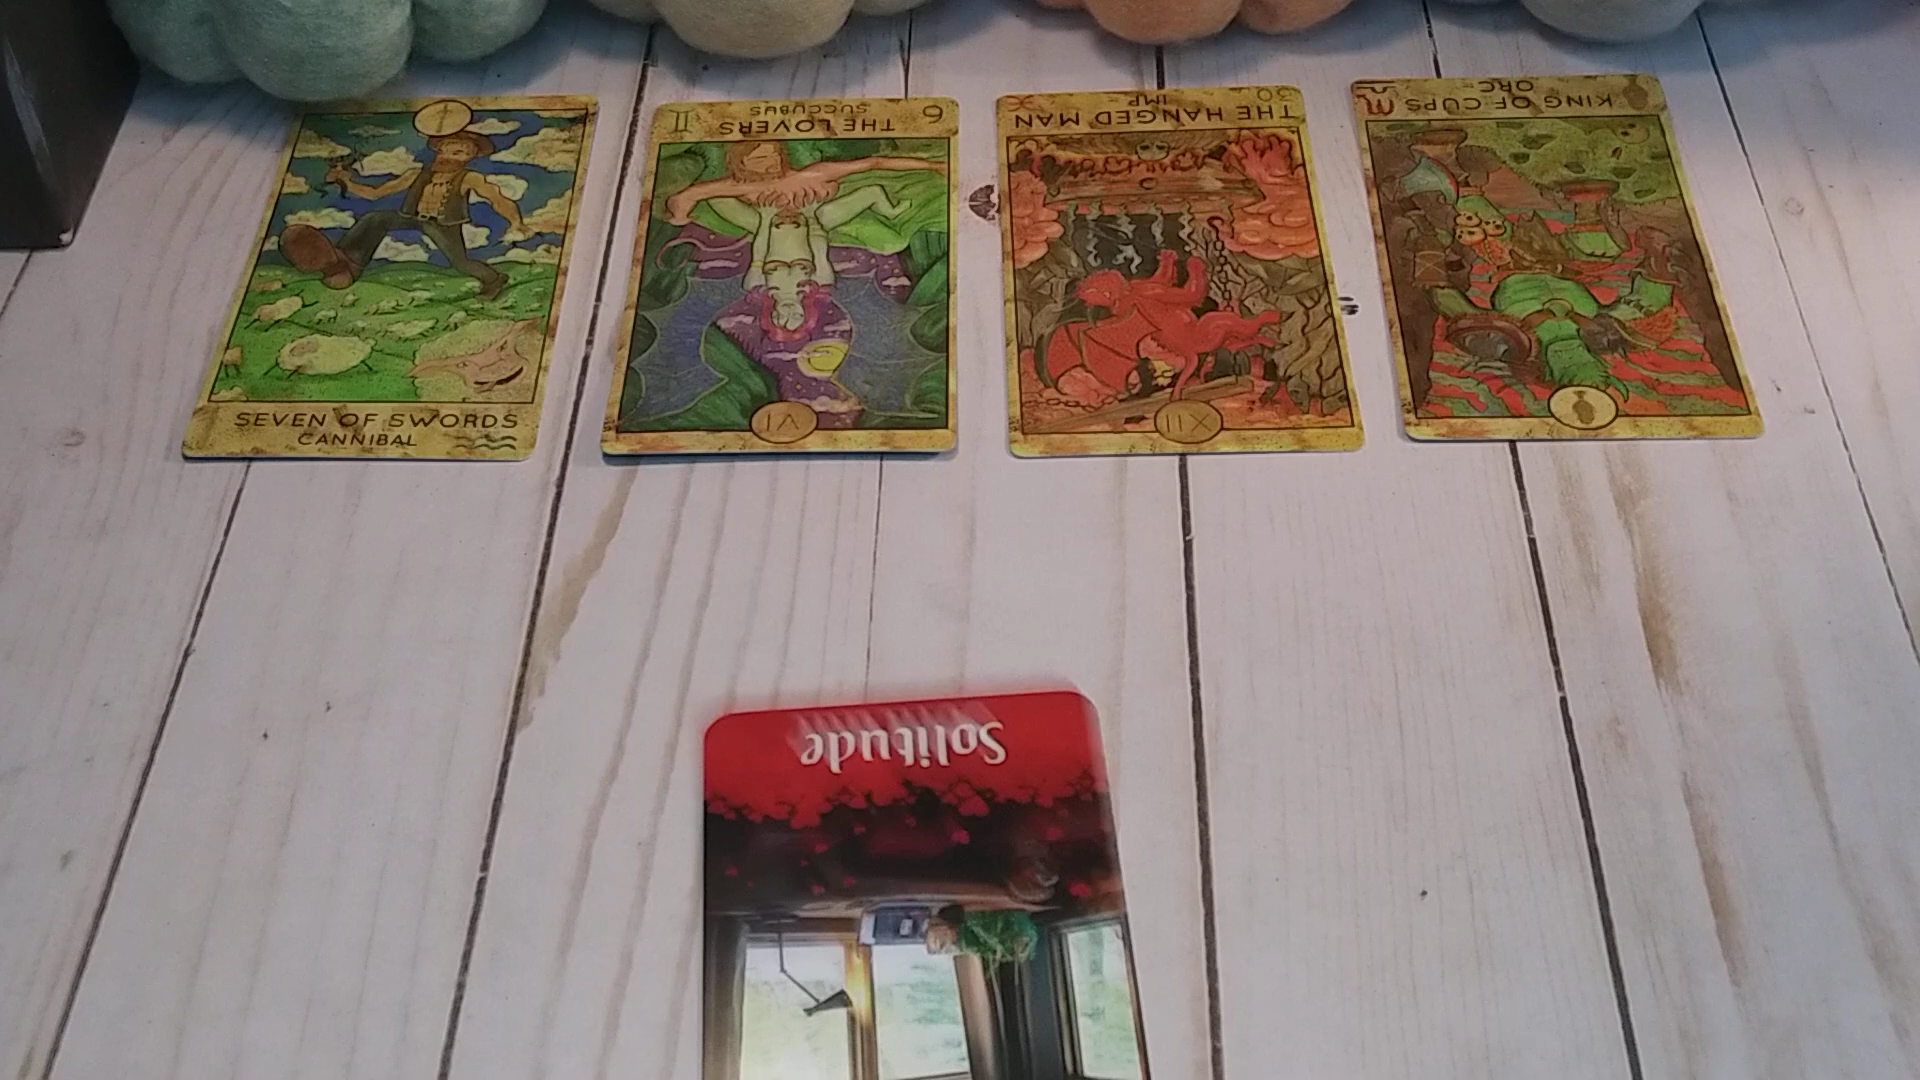 SEVEN OF SWORDS
CANNIBAL
6
THE LOVERS
SUCCUBUS
VI
THE HANGED MAN
IMP
XII
KING OF CUPS
ORC
Solitude